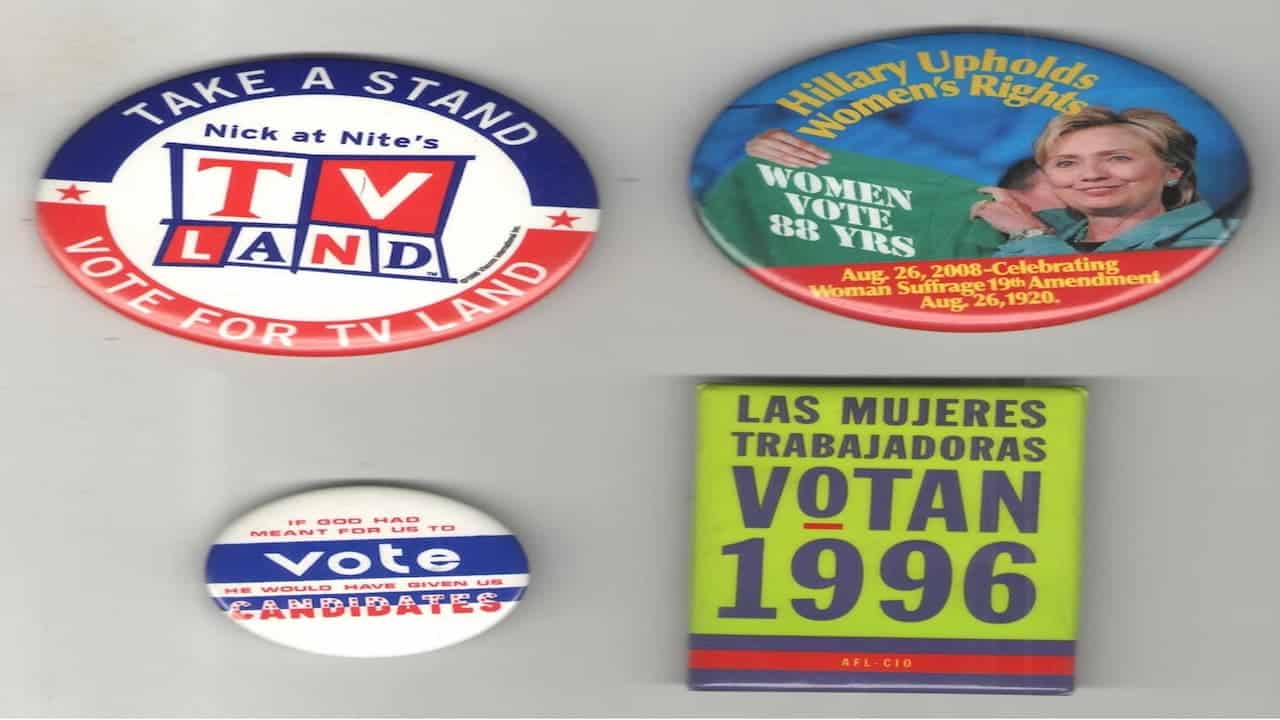 TAKE A STAND
Nick at Nite's
TV
LAND
TM
VOTE FOR TV LAND
Hillary Upholds
Women's Rights
WOMEN
VOTE
88 YRS
Aug. 26, 2008-Celebrating
Woman Suffrage 19th Amendment
Aug. 26,1920.
IF GOD HAD
MEANT FOR US TO
vote
HE WOULD HAVE GIVEN US
CANDIDATES
LAS MUJERES
TRABAJADORAS
VOTAN
1996
AFL-CIO